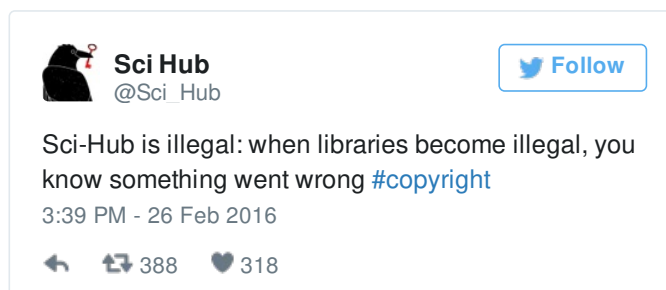 Sci Hub
@Sci_Hub
Follow
Sci-Hub is illegal: when libraries become illegal, you
know something went wrong #copyright
3:39 PM - 26 Feb 2016
388 318